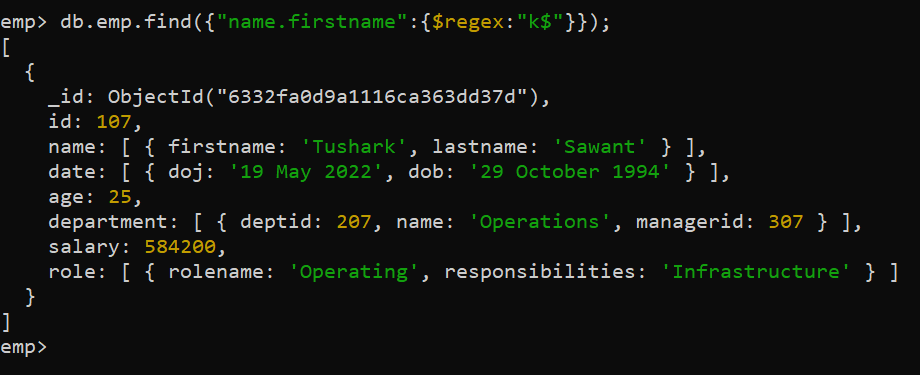 emp> db.emp.find({"name.firstname":{$regex:"k$"}});
[
  {
    _id: ObjectId("6332fa0d9a1116ca363dd37d"),
    id: 107,
    name: [ { firstname: 'Tushark', lastname: 'Sawant' } ],
    date: [ { doj: '19 May 2022', dob: '29 October 1994' } ],
    age: 25,
    department: [ { deptid: 207, name: 'Operations', managerid: 307 } ],
    salary: 584200,
    role: [ { rolename: 'Operating', responsibilities: 'Infrastructure' } ]
  }
]
emp>